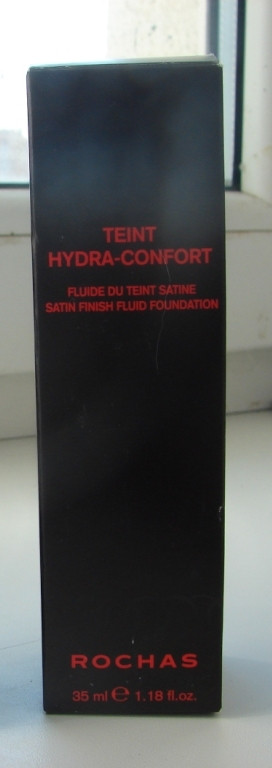 TEINT
HYDRA-CONFORT
FLUIDE DU TEINT SATINE
SATIN FINISH FLUID FOUNDATION
ROCHAS
35 ml ℮ 1.18 fl.oz.